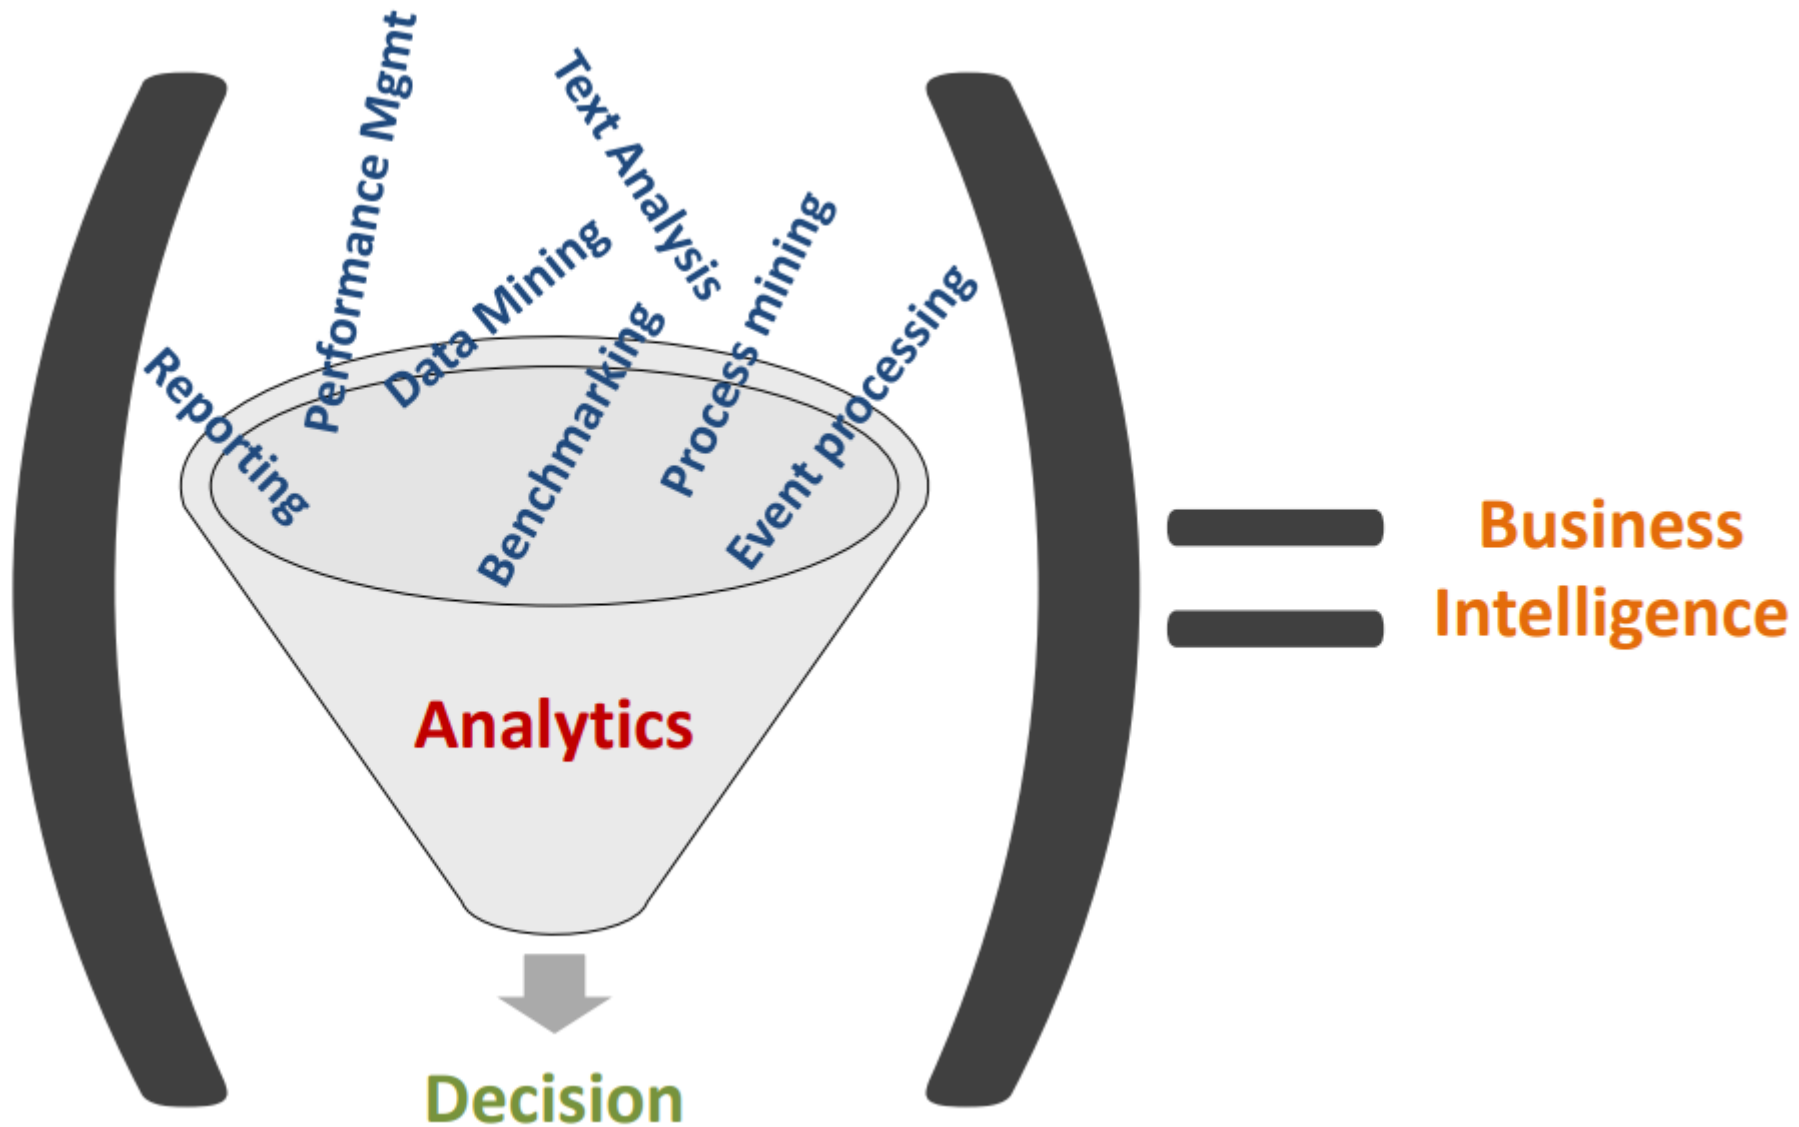 Performance Mgmt
Text Analysis
Process mining
Data Mining
Event processing
Benchmarking
Reporting
Business
Intelligence
Analytics
Decision